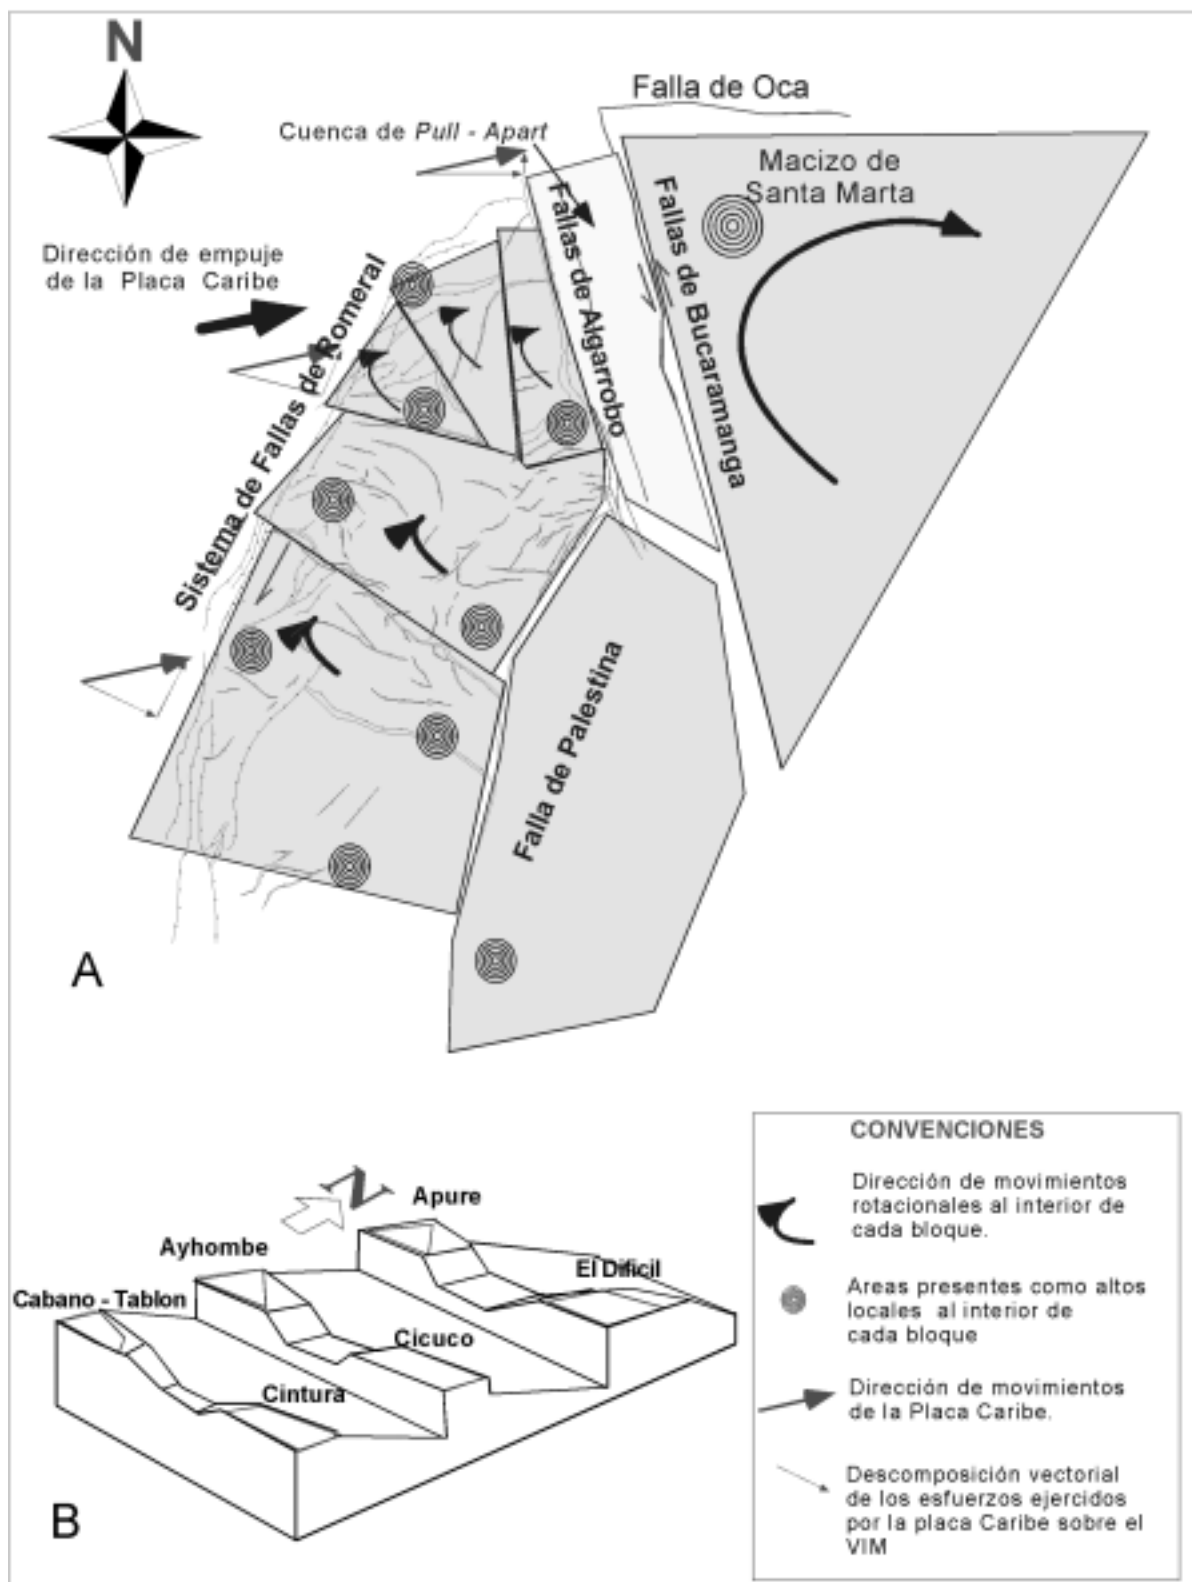 N
Falla de Oca
Cuenca de Pull - Apart
Macizo de
Santa Marta
Dirección de empuje
de la Placa Caribe
Sistema de Fallas de Romeral
Fallas de Algarrobo
Fallas de Bucaramanga
Falla de Palestina
A
N
Apure
Ayhombe
El Dificil
Cabano - Tablon
Cicuco
Cintura
B
CONVENCIONES
Dirección de movimientos
rotacionales al interior de
cada bloque.
Areas presentes como altos
locales al interior de
cada bloque
Dirección de movimientos
de la Placa Caribe.
Descomposición vectorial
de los esfuerzos ejercidos
por la placa Caribe sobre el
VIM